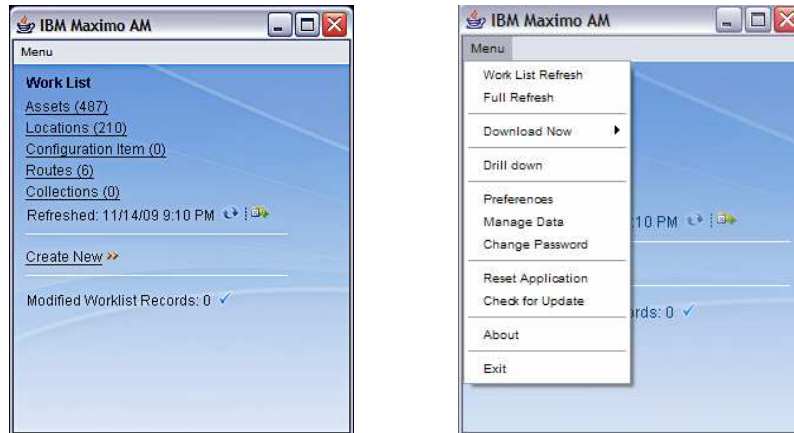 IBM Maximo AM
Menu
Work List
Assets (487)
Locations (210)
Configuration Item (0)
Routes (6)
Collections (0)
Refreshed: 11/14/09 9:10 PM
Create New
Modified Worklist Records: 0
IBM Maximo AM
Menu
Work List Refresh
Full Refresh
Download Now
Drill down
Preferences
Manage Data
:10 PM
Change Password
Reset Application
Check for Update
ords: 0
About
Exit